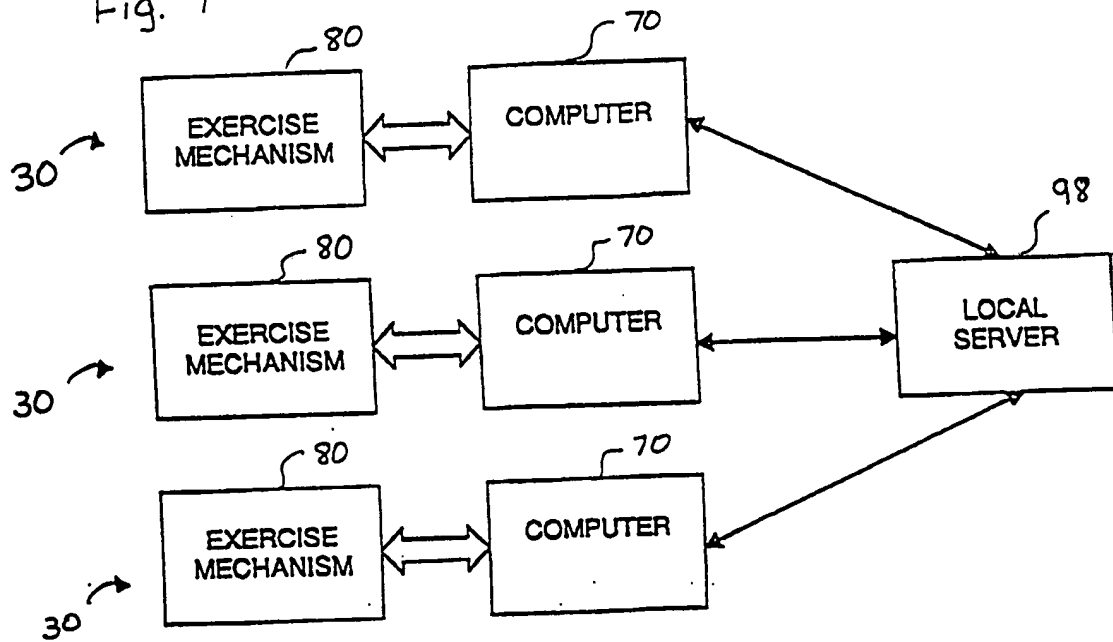 Fig.
80
70
EXERCISE
MECHANISM
COMPUTER
30
98
80
70
EXERCISE
MECHANISM
COMPUTER
LOCAL
SERVER
30
80
70
EXERCISE
MECHANISM
COMPUTER
30